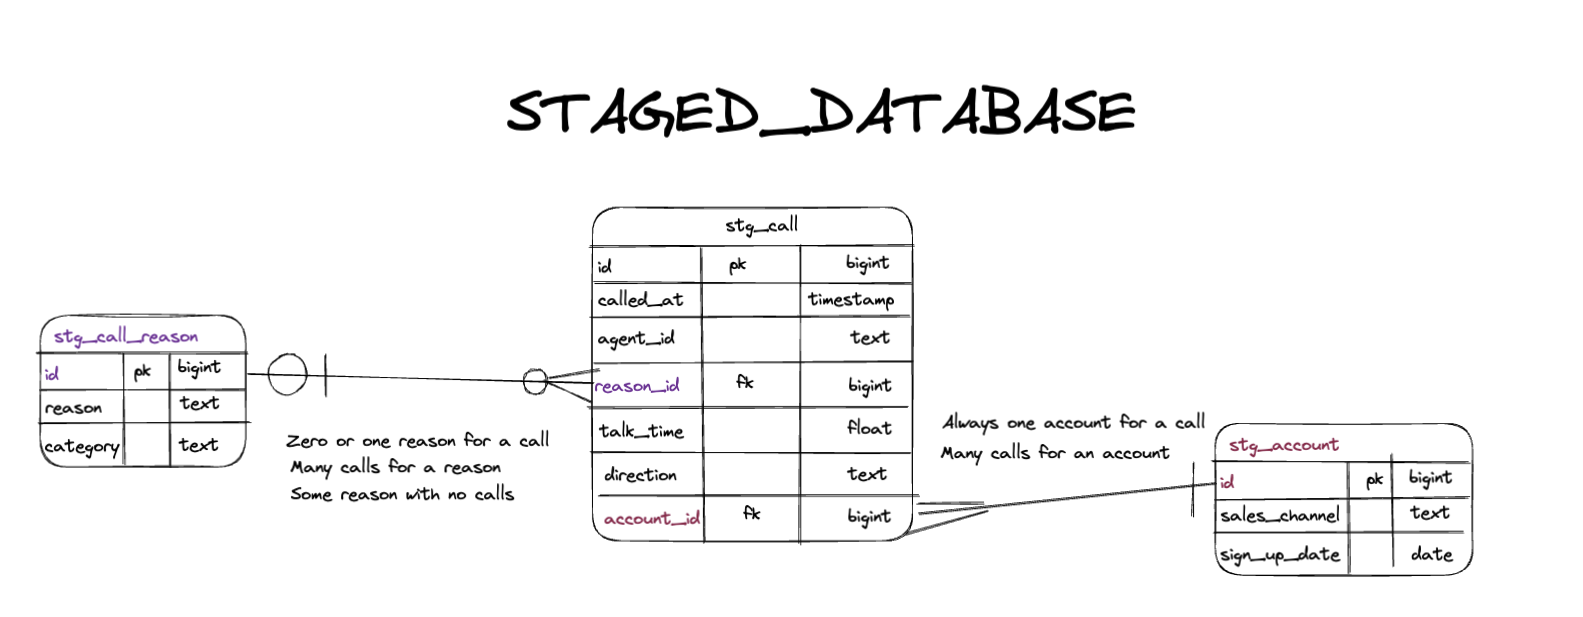 STAGED_DATABASE
stg_call
id pk bigint
called_at timestamp
agent_id text
reason_id fk bigint
talk_time float
direction text
account_id fk bigint
stg_call_reason
id pk bigint
reason text
category text
Zero or one reason for a call
Many calls for a reason
Some reason with no calls
Always one account for a call
Many calls for an account
stg_account
id pk bigint
sales_channel text
sign_up_date date